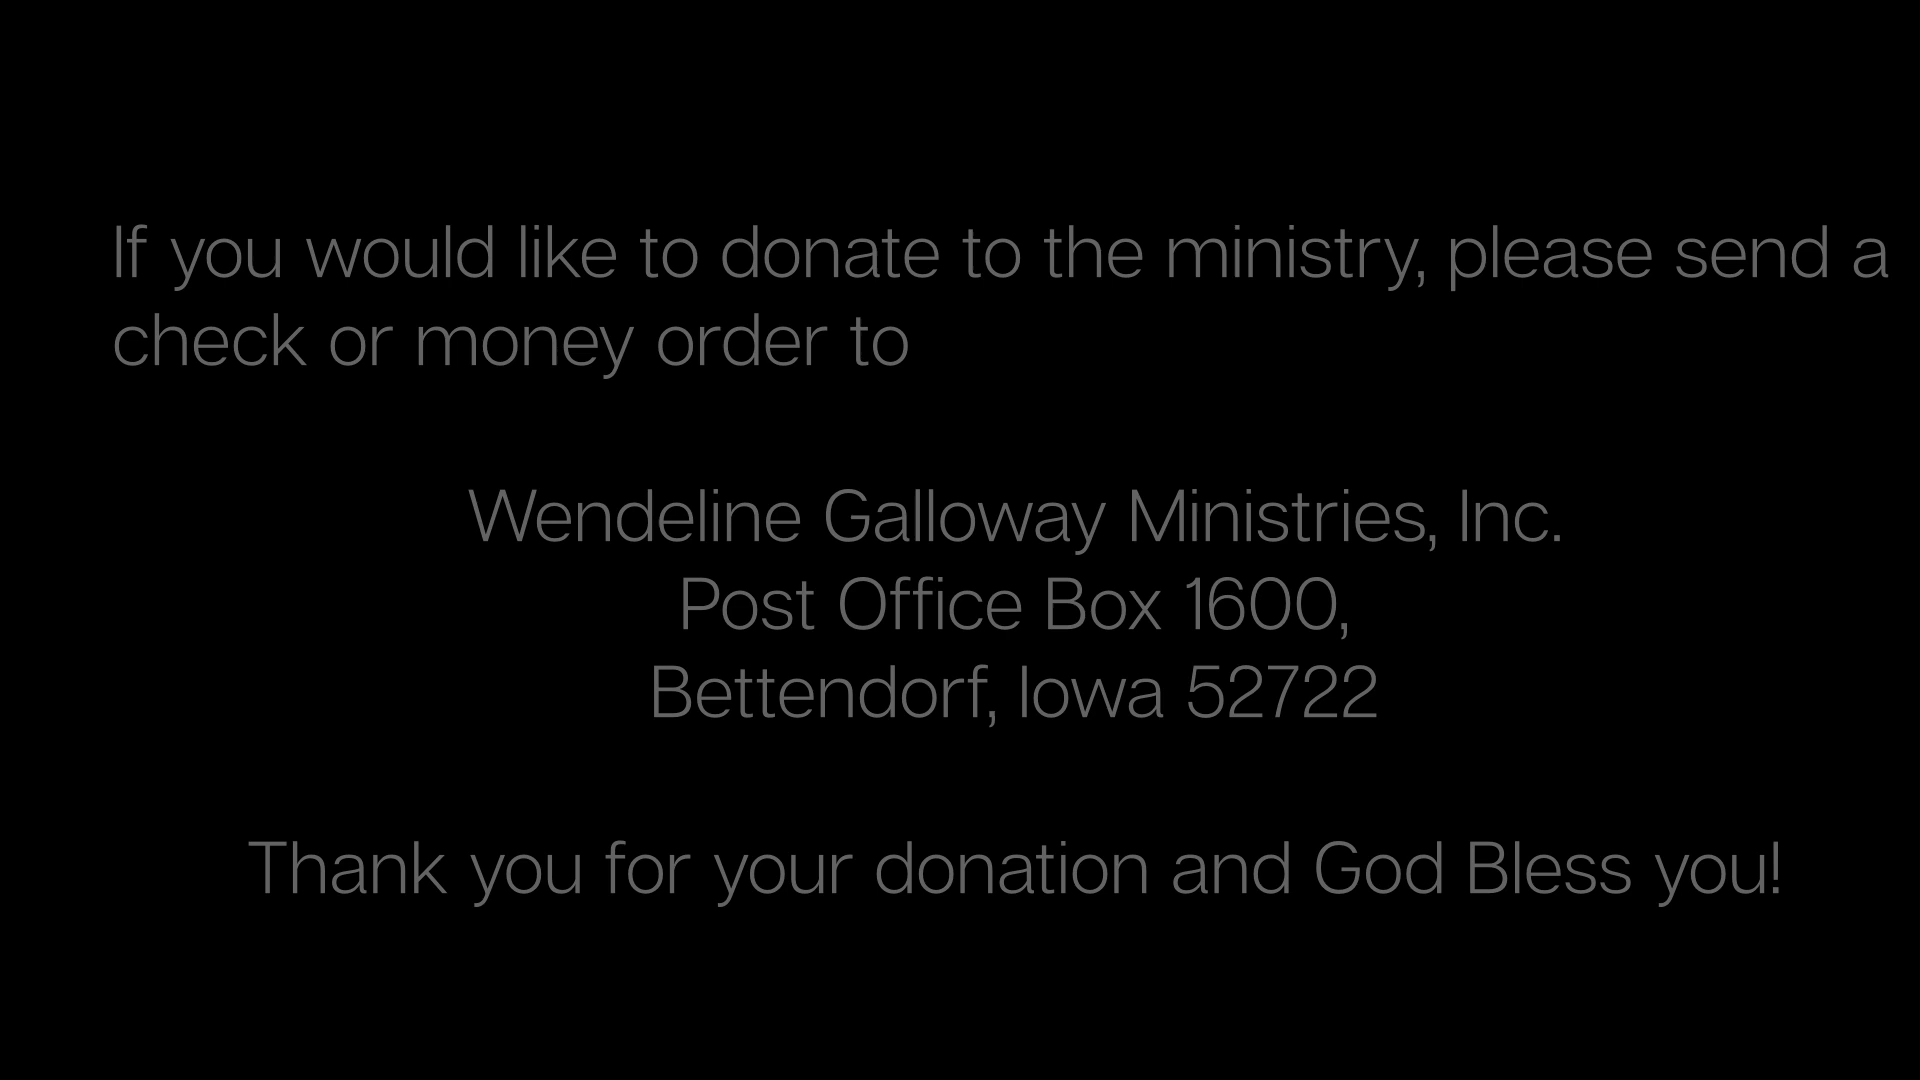 If you would like to donate to the ministry, please send a
check or money order to
Wendeline Galloway Ministries, Inc.
Post Office Box 1600,
Bettendorf, Iowa 52722
Thank you for your donation and God Bless you!